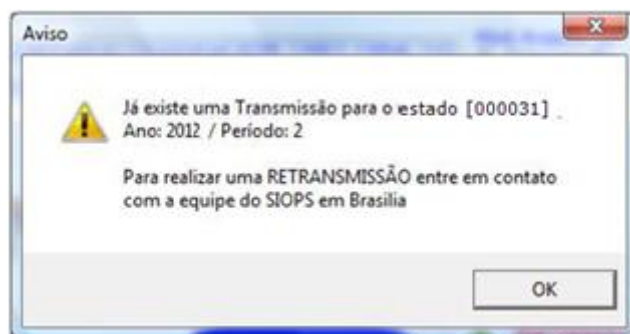 Aviso
Já existe uma Transmissão para o estado [000031] .
Ano: 2012 / Período: 2
Para realizar uma RETRANSMISSÃO entre em contato
com a equipe do SIOPS em Brasilia
OK